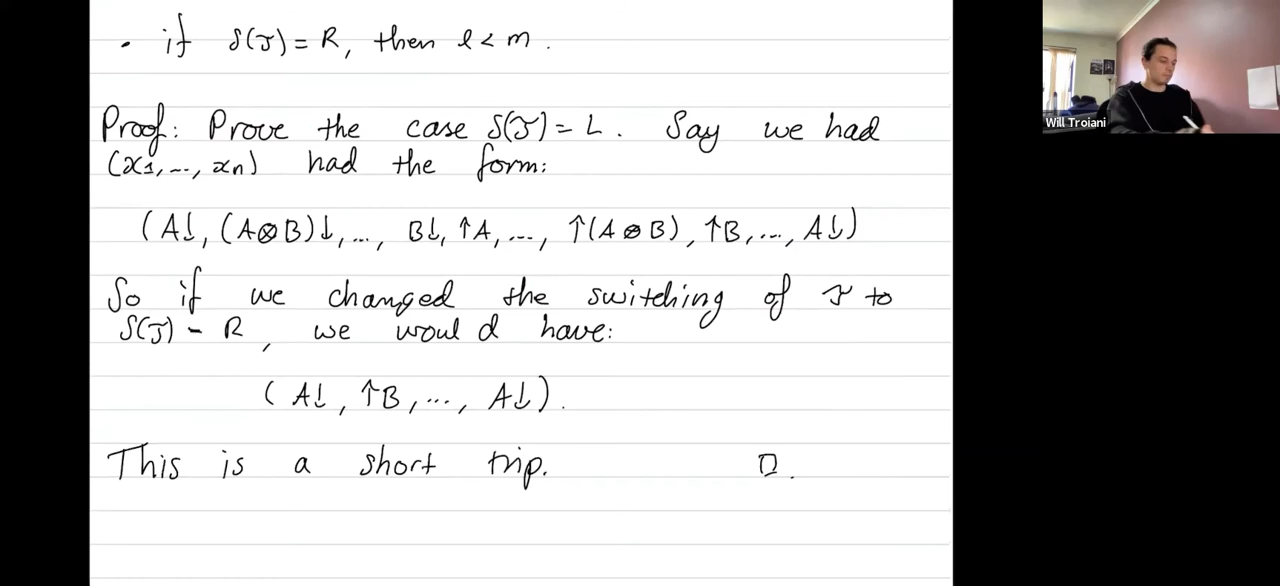 • if S(τ) = R, then l < m.
Proof: Prove the case S(τ) = L. Say we had
(x1, ..., xn) had the form:
( A↓, (A⊗B)↓, ..., B↓, ↑A, ..., ↑(A⊗B), ↑B, ..., A↓ )
So if we changed the switching of τ to
S(τ) = R, we would have:
( A↓, ↑B, ..., A↓ ).
This is a short trip. □.
Will Troiani